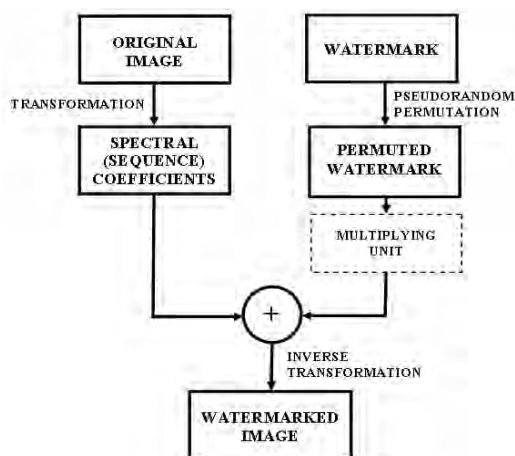 ORIGINAL
IMAGE
WATERMARK
TRANSFORMATION
PSEUDORANDOM
PERMUTATION
SPECTRAL
(SEQUENCE)
COEFFICIENTS
PERMUTED
WATERMARK
MULTIPLYING
UNIT
+
INVERSE
TRANSFORMATION
WATERMARKED
IMAGE